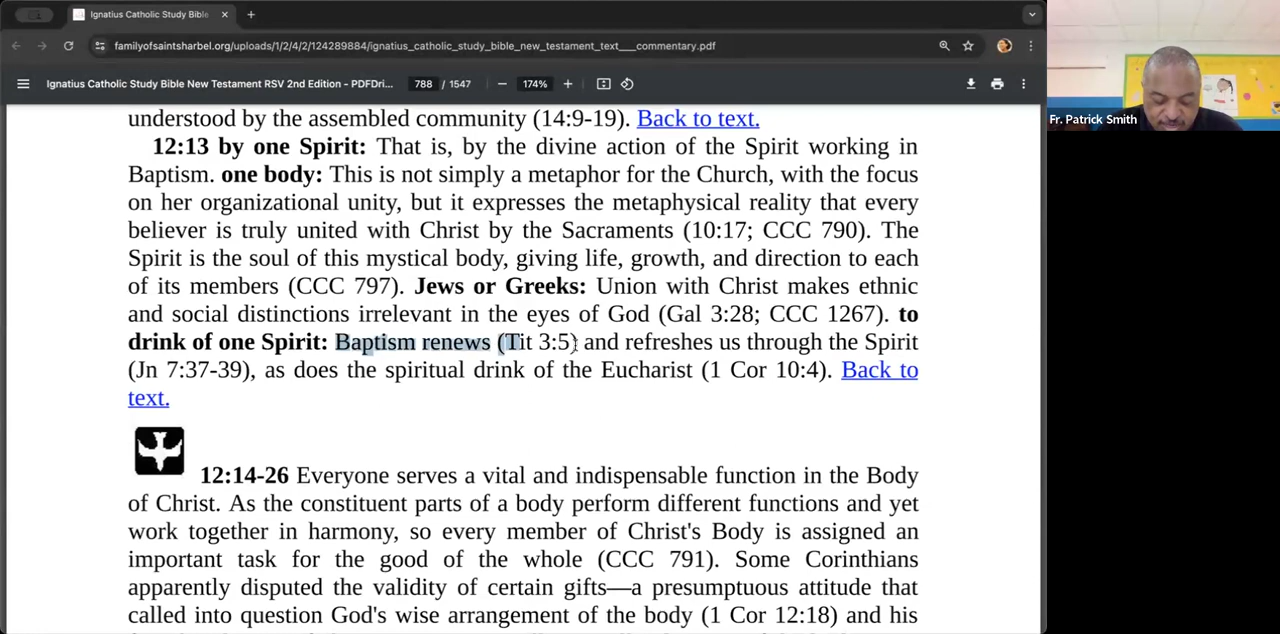 Ignatius Catholic Study Bible
familyofsaintsharbel.org/uploads/1/2/4/2/124289884/ignatius_catholic_study_bible_new_testament_text___commentary.pdf
Ignatius Catholic Study Bible New Testament RSV 2nd Edition - PDFDri... 788 / 1547 174%
Fr. Patrick Smith
understood by the assembled community (14:9-19). Back to text.
12:13 by one Spirit: That is, by the divine action of the Spirit working in
Baptism. one body: This is not simply a metaphor for the Church, with the focus
on her organizational unity, but it expresses the metaphysical reality that every
believer is truly united with Christ by the Sacraments (10:17; CCC 790). The
Spirit is the soul of this mystical body, giving life, growth, and direction to each
of its members (CCC 797). Jews or Greeks: Union with Christ makes ethnic
and social distinctions irrelevant in the eyes of God (Gal 3:28; CCC 1267). to
drink of one Spirit: Baptism renews (Tit 3:5) and refreshes us through the Spirit
(Jn 7:37-39), as does the spiritual drink of the Eucharist (1 Cor 10:4). Back to
text.
12:14-26 Everyone serves a vital and indispensable function in the Body
of Christ. As the constituent parts of a body perform different functions and yet
work together in harmony, so every member of Christ's Body is assigned an
important task for the good of the whole (CCC 791). Some Corinthians
apparently disputed the validity of certain gifts—a presumptuous attitude that
called into question God's wise arrangement of the body (1 Cor 12:18) and his